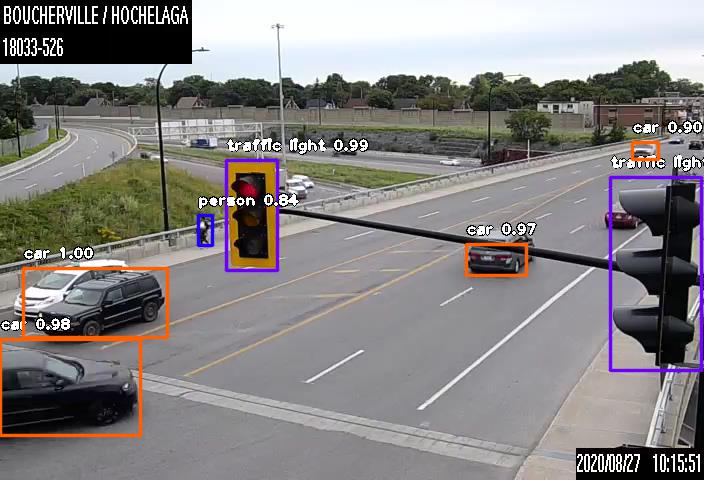 BOUCHERVILLE / HOCHELAGA
18033-526
car 0.90
traffic light 0.99
traffic light
person 0.84
car 0.97
car 1.00
car 0.98
2020/08/27 10:15:51